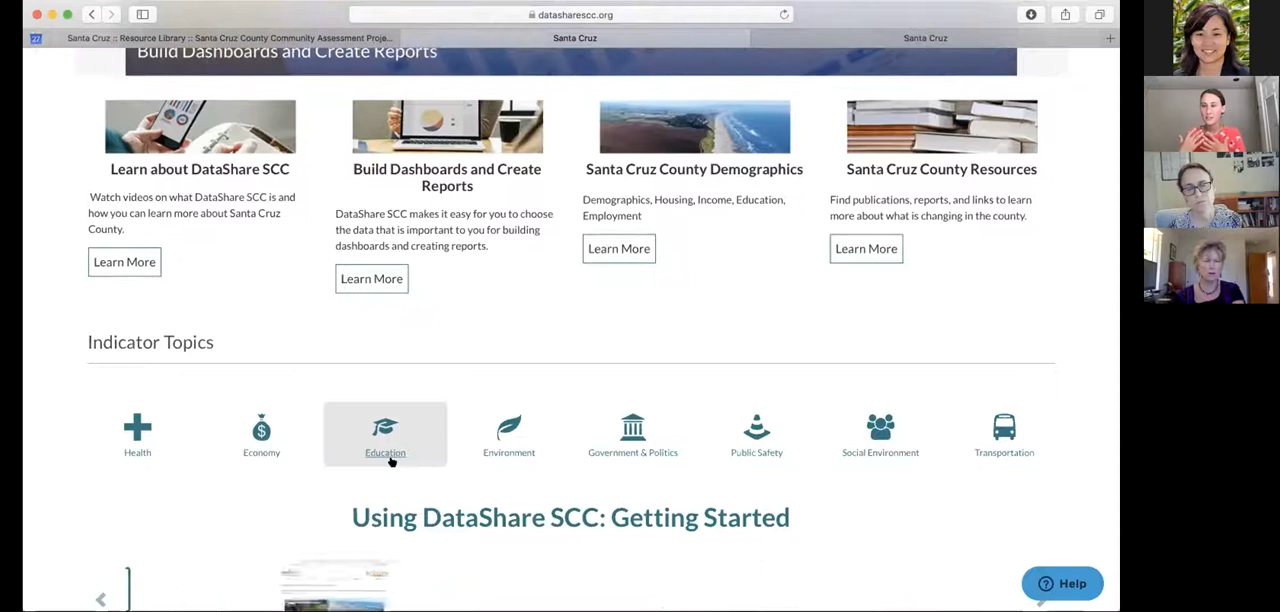 datasharescc.org
Santa Cruz :: Resource Library :: Santa Cruz County Community Assessment Proje...
Santa Cruz
Santa Cruz
Build Dashboards and Create Reports
Learn about DataShare SCC
Watch videos on what DataShare SCC is and
how you can learn more about Santa Cruz
County.
Learn More
Build Dashboards and Create
Reports
DataShare SCC makes it easy for you to choose
the data that is important to you for building
dashboards and creating reports.
Learn More
Santa Cruz County Demographics
Demographics, Housing, Income, Education,
Employment
Learn More
Santa Cruz County Resources
Find publications, reports, and links to learn
more about what is changing in the county.
Learn More
Indicator Topics
Health
Economy
Education
Environment
Government & Politics
Public Safety
Social Environment
Transportation
Using DataShare SCC: Getting Started
Help